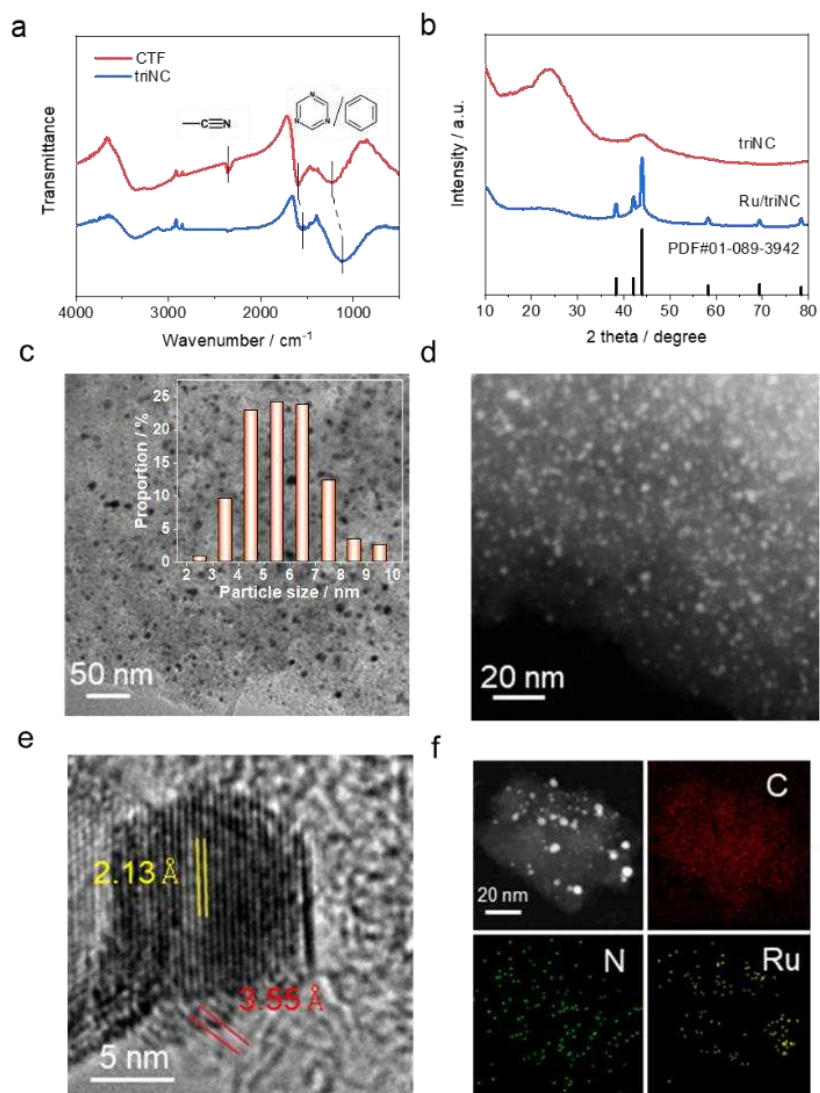 a
CTF
triNC
C≡N
N
N
N
/
Transmittance
4000
3000
2000
1000
Wavenumber / cm⁻¹
b
Intensity / a.u.
triNC
Ru/triNC
PDF#01-089-3942
10
20
30
40
50
60
70
80
2 theta / degree
c
Proportion / %
25
20
15
10
5
0
2
3
4
5
6
7
8
9
10
Particle size / nm
50 nm
d
20 nm
e
2.13 Å
3.55 Å
5 nm
f
20 nm
C
N
Ru